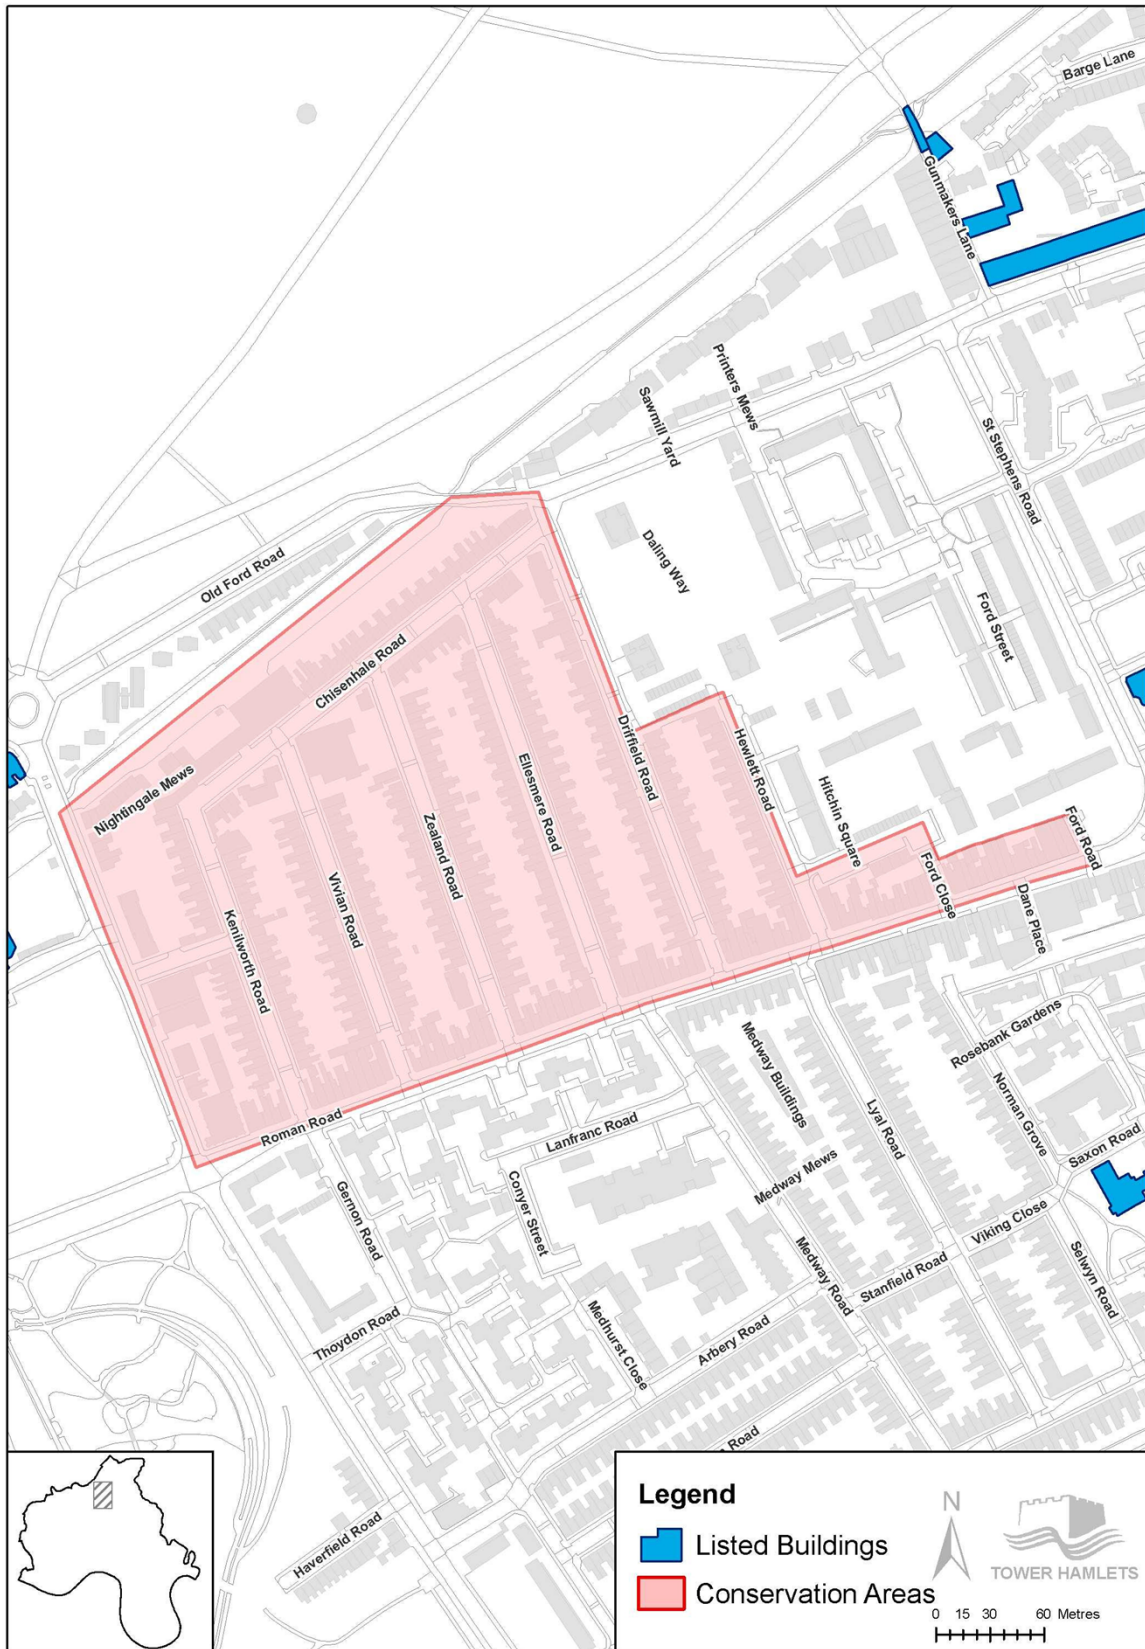 Barge Lane
Gunmakers Lane
Printers Mews
Sawmill Yard
St Stephens Road
Old Ford Road
Daling Way
Ford Street
Chisenhale Road
Nightingale Mews
Driffield Road
Hewlett Road
Ellesmere Road
Hitchin Square
Zealand Road
Ford Road
Ford Close
Vivian Road
Dane Place
Kenilworth Road
Rosebank Gardens
Medway Buildings
Norman Grove
Roman Road
Lanfranc Road
Lyal Road
Saxon Road
Medway Mews
Gernon Road
Conyer Street
Viking Close
Selwyn Road
Medway Road
Stanfield Road
Thoydon Road
Medhurst Close
Arbery Road
Road
Haverfield Road
Legend
Listed Buildings
Conservation Areas
N
TOWER HAMLETS
0 15 30 60 Metres